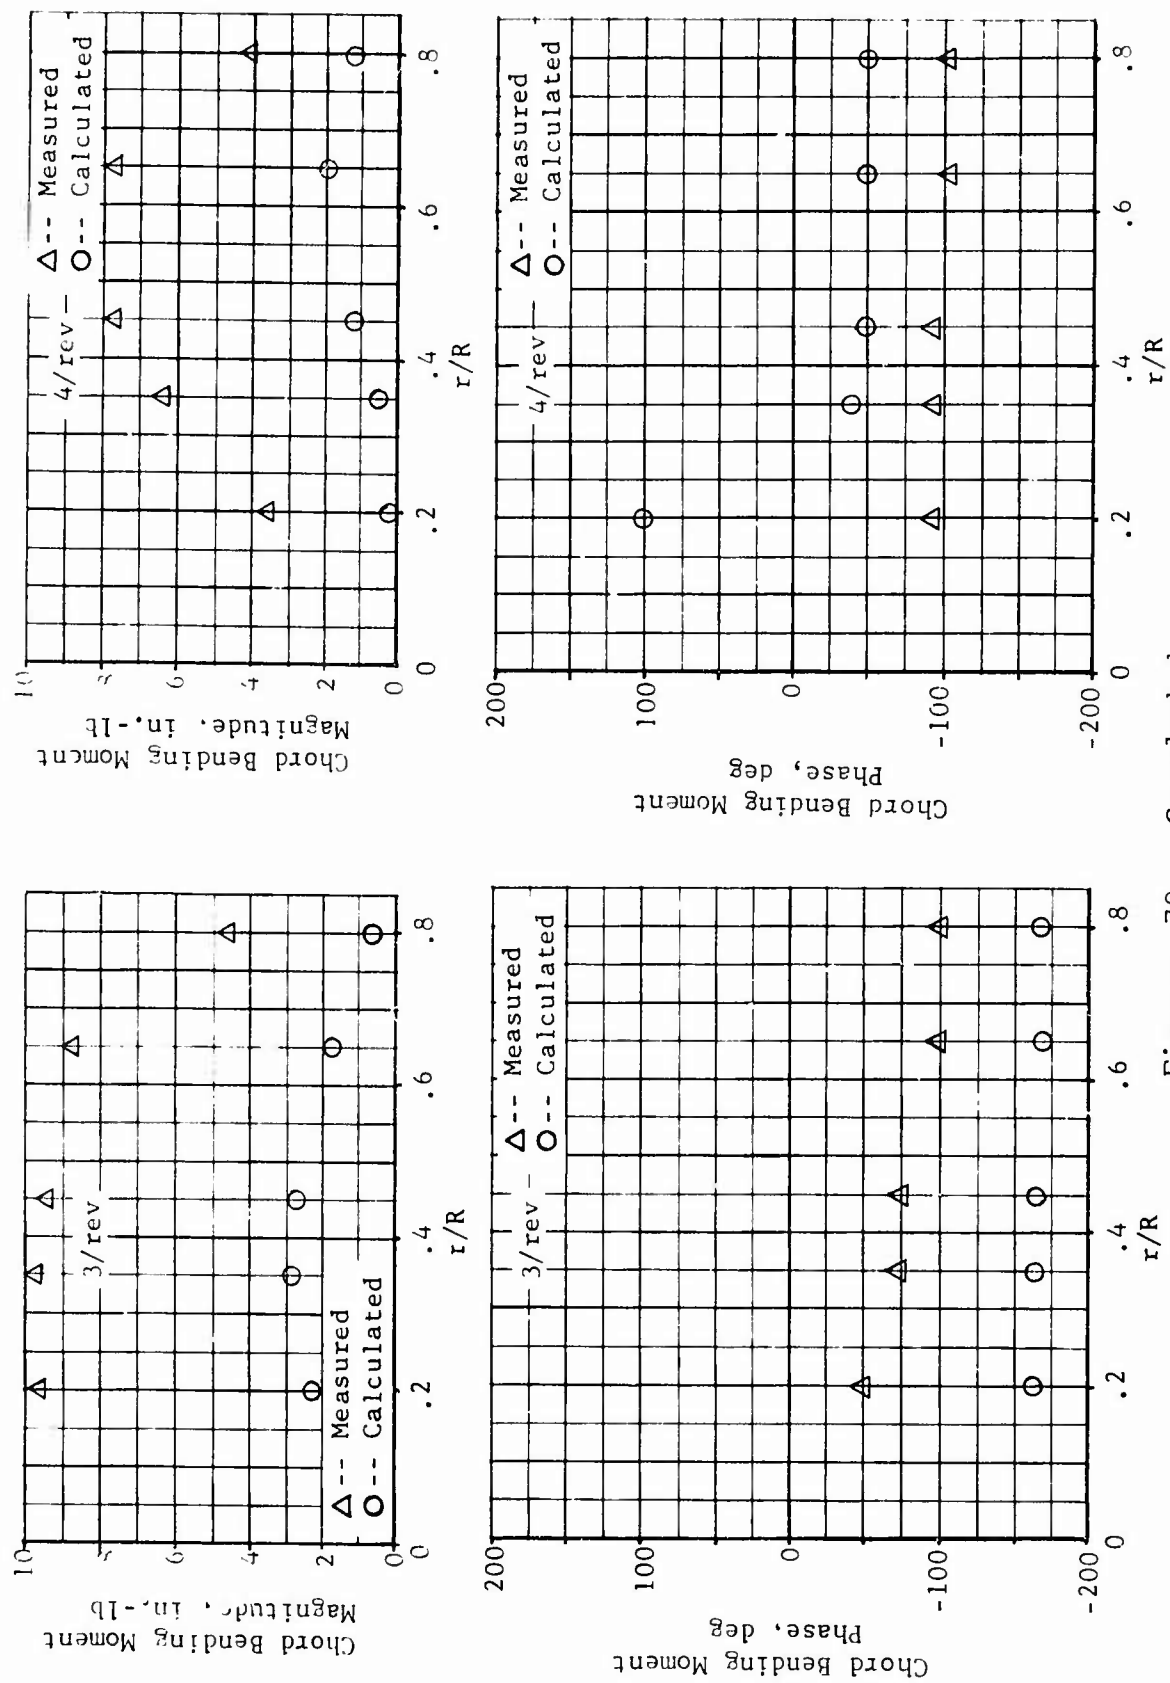 Chord Bending Moment
Magnitude, in.-lb
10
8
6
4
2
0
3/rev
Δ-- Measured
O-- Calculated
0
.2
.4
.6
.8
r/R
Chord Bending Moment
Magnitude, in.-lb
10
8
6
4
2
0
4/rev
Δ-- Measured
O-- Calculated
0
.2
.4
.6
.8
r/R
Chord Bending Moment
Phase, deg
200
100
0
-100
-200
3/rev
Δ-- Measured
O-- Calculated
0
.2
.4
.6
.8
r/R
Chord Bending Moment
Phase, deg
200
100
0
-100
-200
4/rev
Δ-- Measured
O-- Calculated
0
.2
.4
.6
.8
r/R